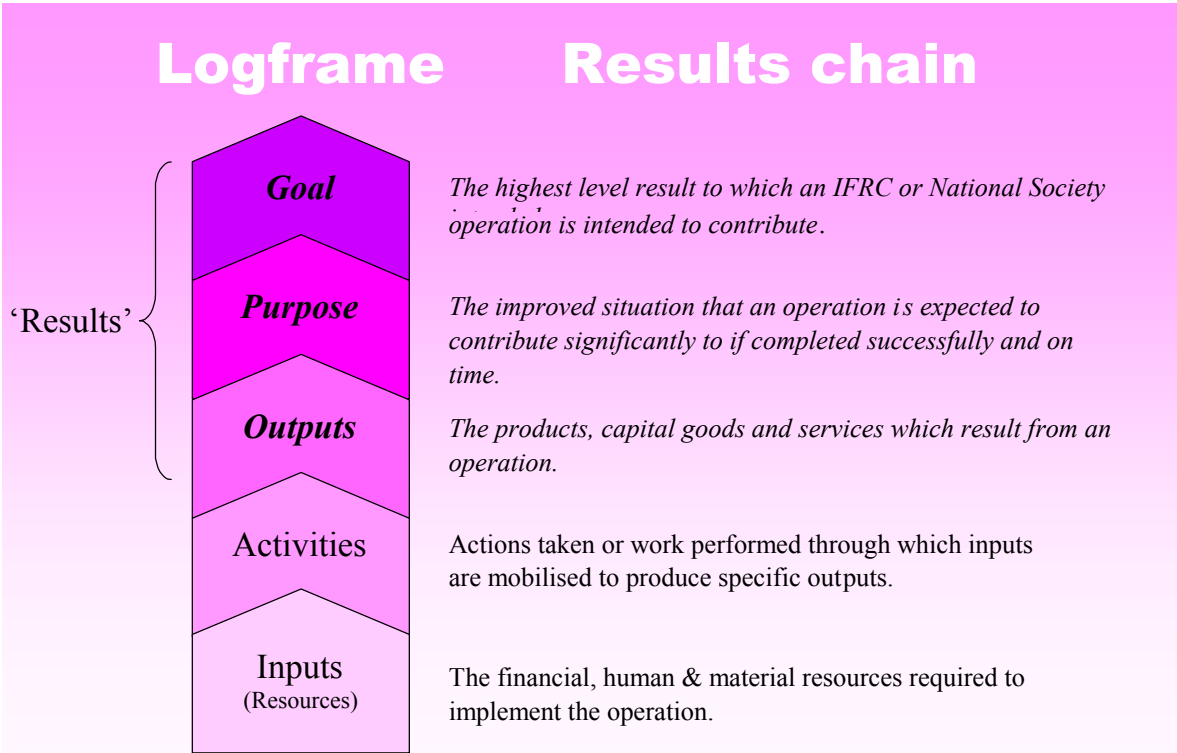 Logframe Results chain
Goal
The highest level result to which an IFRC or National Society
operation is intended to contribute.
‘Results’
Purpose
The improved situation that an operation is expected to
contribute significantly to if completed successfully and on
time.
Outputs
The products, capital goods and services which result from an
operation.
Activities
Actions taken or work performed through which inputs
are mobilised to produce specific outputs.
Inputs
(Resources)
The financial, human & material resources required to
implement the operation.